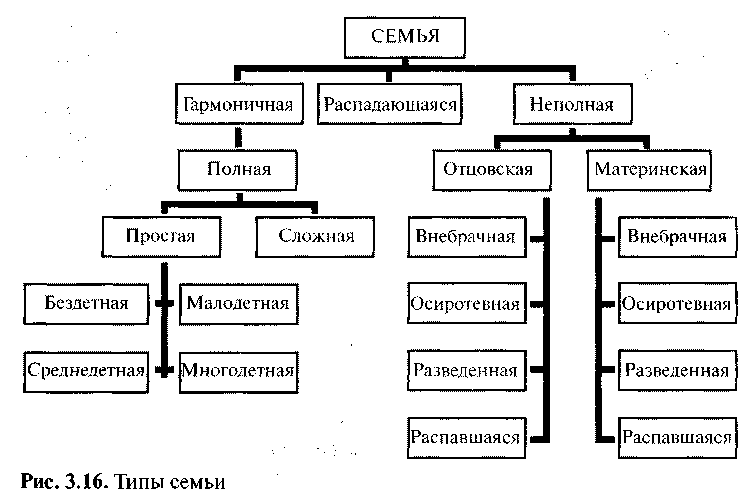 СЕМЬЯ
Гармоничная
Распадающаяся
Неполная
Полная
Отцовская
Материнская
Простая
Сложная
Внебрачная
Внебрачная
Бездетная
Малодетная
Осиротевная
Осиротевная
Среднедетная
Многодетная
Разведенная
Разведенная
Распавшаяся
Распавшаяся
Рис. 3.16. Типы семьи